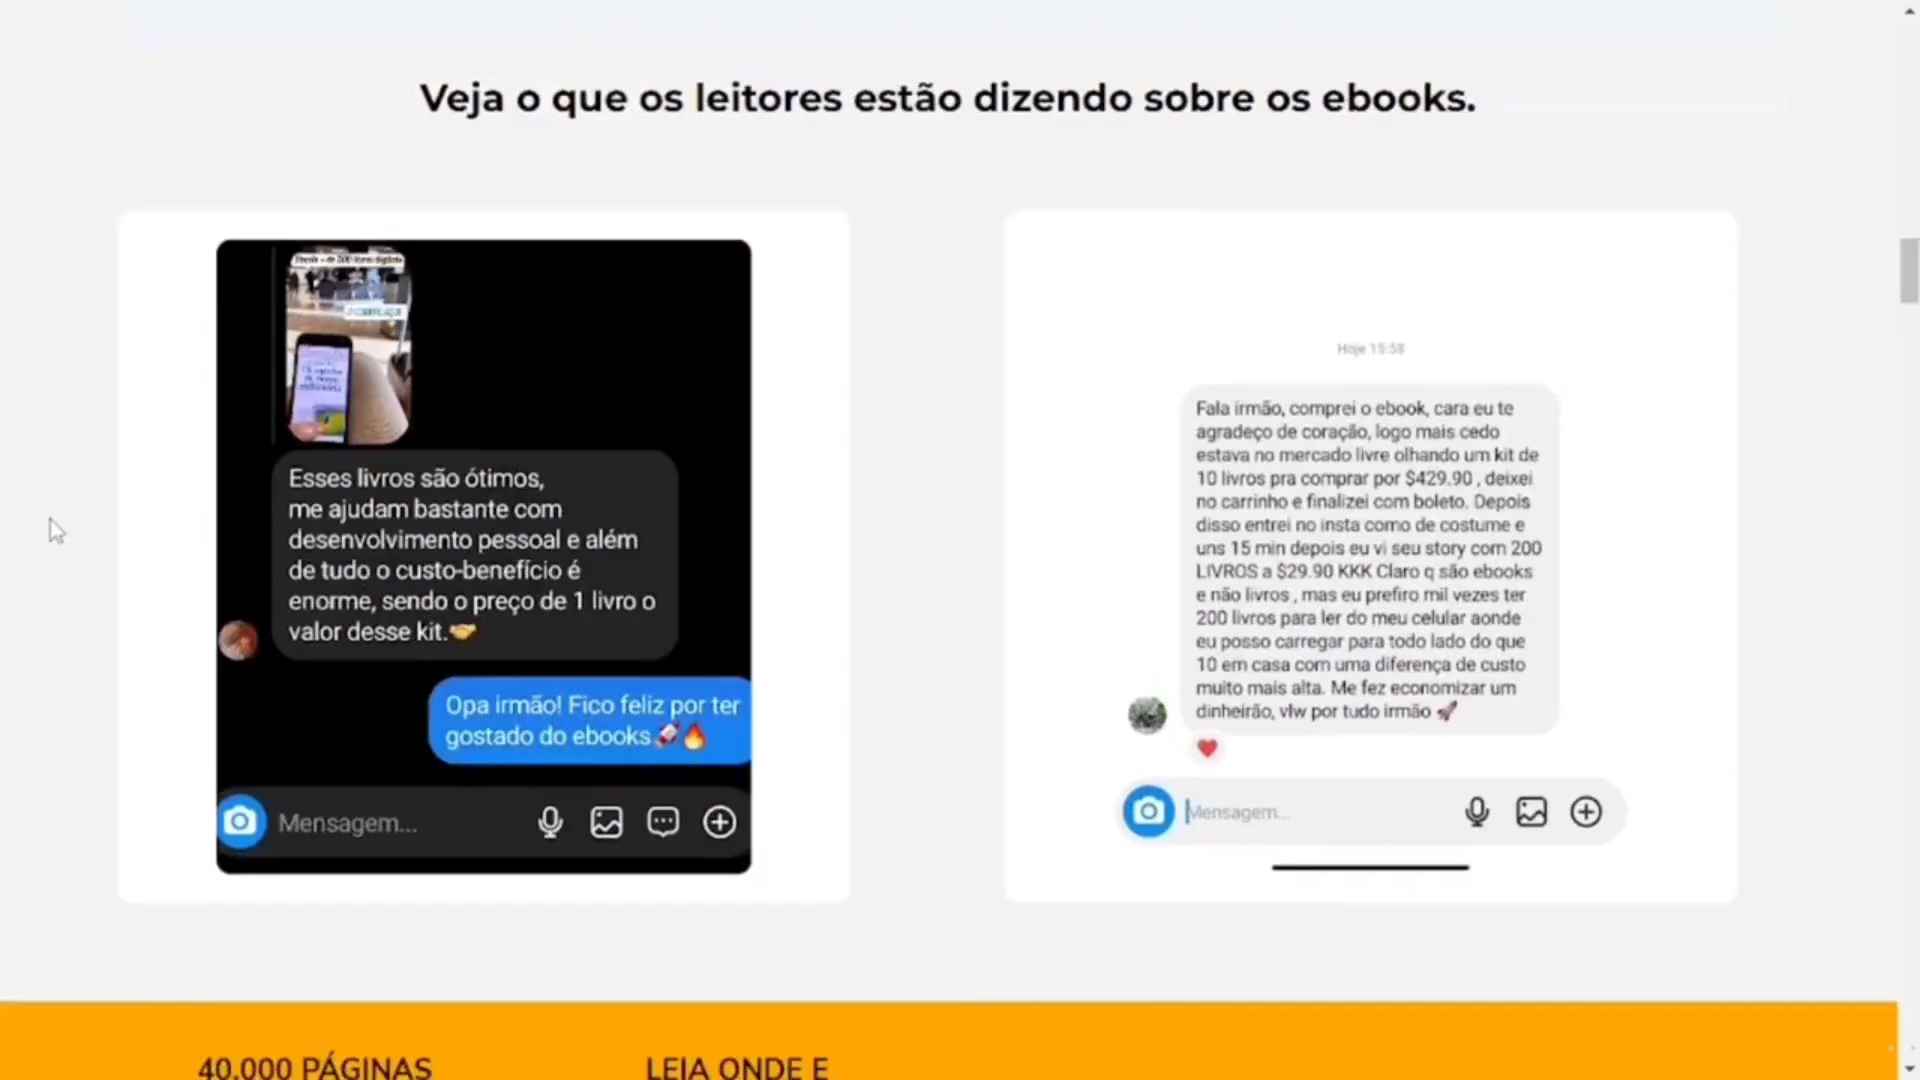 Veja o que os leitores estão dizendo sobre os ebooks.
Esses livros são ótimos,
me ajudam bastante com
desenvolvimento pessoal e além
de tudo o custo-benefício é
enorme, sendo o preço de 1 livro o
valor desse kit.🤝
Opa irmão! Fico feliz por ter
gostado do ebooks🚀🔥
Mensagem...
Hoje 15:58
Fala irmão, comprei o ebook, cara eu te
agradeço de coração, logo mais cedo
estava no mercado livre olhando um kit de
10 livros pra comprar por $429.90 , deixei
no carrinho e finalizei com boleto. Depois
disso entrei no insta como de costume e
uns 15 min depois eu vi seu story com 200
LIVROS a $29.90 KKK Claro q são ebooks
e não livros , mas eu prefiro mil vezes ter
200 livros para ler do meu celular aonde
eu posso carregar para todo lado do que
10 em casa com uma diferença de custo
muito mais alta. Me fez economizar um
dinheirão, vlw por tudo irmão 🚀
Mensagem...
40.000 PÁGINAS
LEIA ONDE E